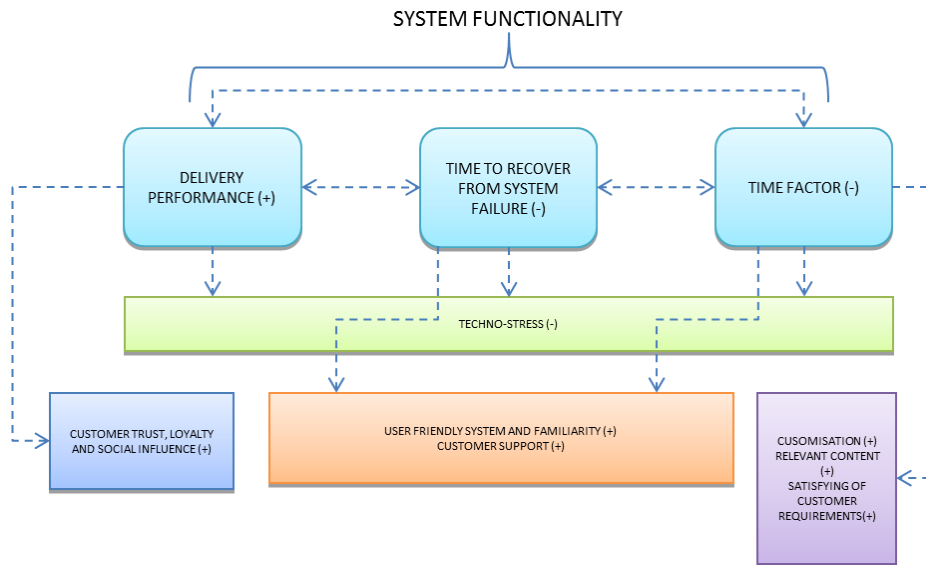 SYSTEM FUNCTIONALITY
DELIVERY
PERFORMANCE (+)
TIME TO RECOVER
FROM SYSTEM
FAILURE (-)
TIME FACTOR (-)
TECHNO-STRESS (-)
CUSTOMER TRUST, LOYALTY
AND SOCIAL INFLUENCE (+)
USER FRIENDLY SYSTEM AND FAMILIARITY (+)
CUSTOMER SUPPORT (+)
CUSOMISATION (+)
RELEVANT CONTENT
(+)
SATISFYING OF
CUSTOMER
REQUIREMENTS(+)